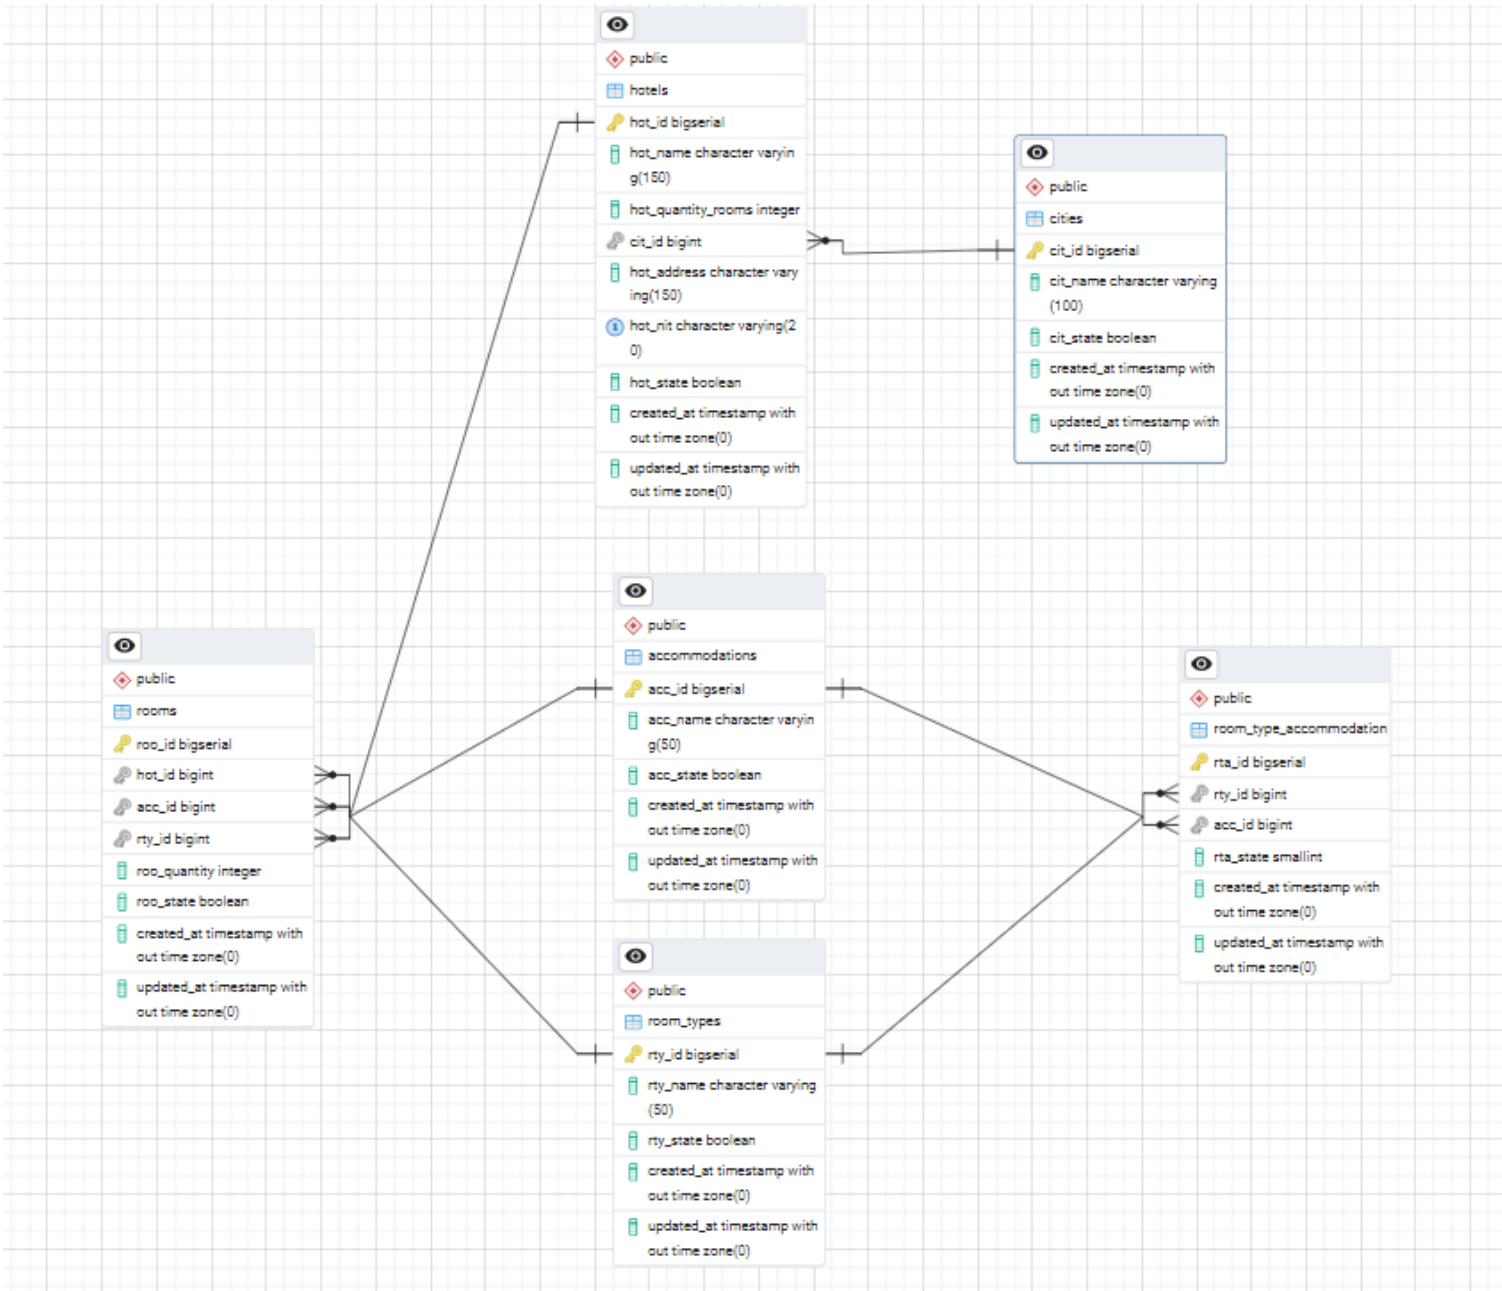 public
hotels
hot_id bigserial
hot_name character varyin
g(150)
hot_quantity_rooms integer
cit_id bigint
hot_address character vary
ing(150)
1
hot_nit character varying(2
0)
hot_state boolean
created_at timestamp with
out time zone(0)
updated_at timestamp with
out time zone(0)
public
cities
cit_id bigserial
cit_name character varying
(100)
cit_state boolean
created_at timestamp with
out time zone(0)
updated_at timestamp with
out time zone(0)
public
rooms
roo_id bigserial
hot_id bigint
acc_id bigint
rty_id bigint
roo_quantity integer
roo_state boolean
created_at timestamp with
out time zone(0)
updated_at timestamp with
out time zone(0)
public
accommodations
acc_id bigserial
acc_name character varyin
g(50)
acc_state boolean
created_at timestamp with
out time zone(0)
updated_at timestamp with
out time zone(0)
public
room_type_accommodation
rta_id bigserial
rty_id bigint
acc_id bigint
rta_state smallint
created_at timestamp with
out time zone(0)
updated_at timestamp with
out time zone(0)
public
room_types
rty_id bigserial
rty_name character varying
(50)
rty_state boolean
created_at timestamp with
out time zone(0)
updated_at timestamp with
out time zone(0)